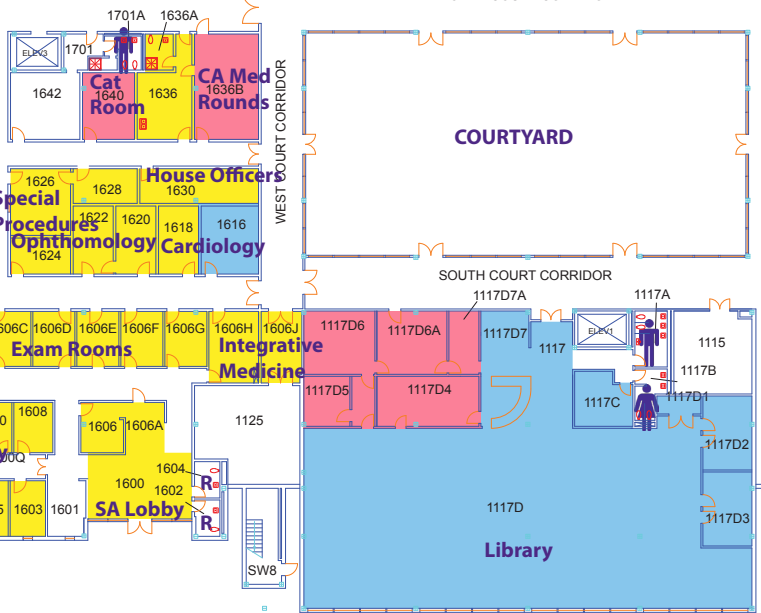 1701A
1636A
ELEV3
1701
Cat
Room
1640
1642
1636
CA Med
Rounds
1636B
WEST COURT CORRIDOR
COURTYARD
House Officers
1626
1628
1630
Special
Procedures
1622
1620
1618
1616
Ophthomology
Cardiology
1624
SOUTH COURT CORRIDOR
1117D7A
1117A
1606D
1606E
1606F
1606G
1606H
1606J
Exam Rooms
Integrative
Medicine
1117D6
1117D6A
1117D7
1117
ELEV1
1115
1117B
1117D5
1117D4
1117C
1117D1
1608
1606
1606A
1125
1117D2
1604
R
1600
1602
1603
1601
SA Lobby
R
1117D
1117D3
Library
SW8